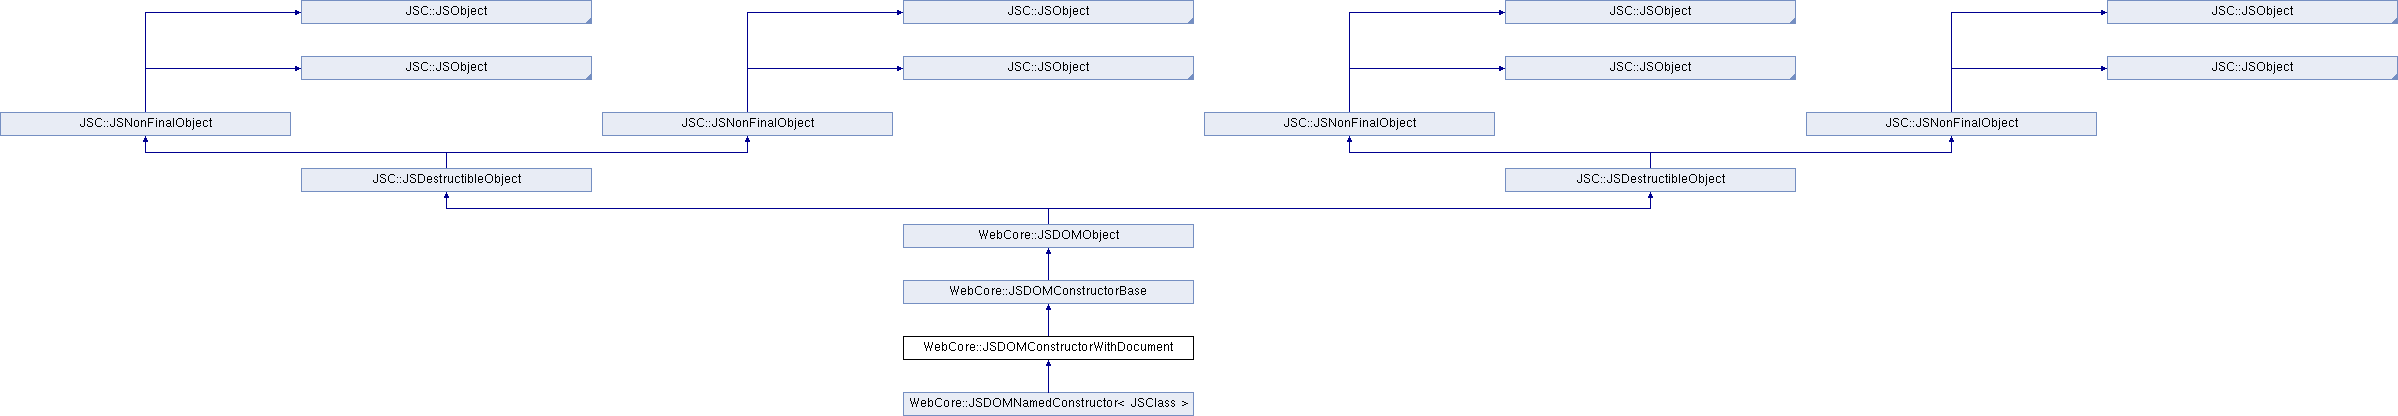 JSC::JSObject
JSC::JSObject
JSC::JSObject
JSC::JSObject
JSC::JSObject
JSC::JSObject
JSC::JSObject
JSC::JSObject
JSC::JSNonFinalObject
JSC::JSNonFinalObject
JSC::JSNonFinalObject
JSC::JSNonFinalObject
JSC::JSDestructibleObject
JSC::JSDestructibleObject
WebCore::JSDOMObject
WebCore::JSDOMConstructorBase
WebCore::JSDOMConstructorWithDocument
WebCore::JSDOMNamedConstructor< JSClass >